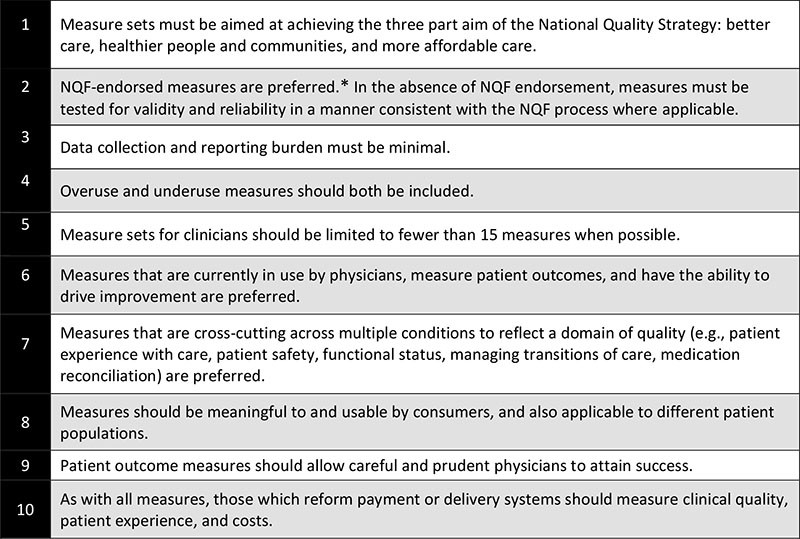 1 Measure sets must be aimed at achieving the three part aim of the National Quality Strategy: better
care, healthier people and communities, and more affordable care.
2 NQF-endorsed measures are preferred.* In the absence of NQF endorsement, measures must be
tested for validity and reliability in a manner consistent with the NQF process where applicable.
3 Data collection and reporting burden must be minimal.
4 Overuse and underuse measures should both be included.
5 Measure sets for clinicians should be limited to fewer than 15 measures when possible.
6 Measures that are currently in use by physicians, measure patient outcomes, and have the ability to
drive improvement are preferred.
7 Measures that are cross-cutting across multiple conditions to reflect a domain of quality (e.g., patient
experience with care, patient safety, functional status, managing transitions of care, medication
reconciliation) are preferred.
8 Measures should be meaningful to and usable by consumers, and also applicable to different patient
populations.
9 Patient outcome measures should allow careful and prudent physicians to attain success.
10 As with all measures, those which reform payment or delivery systems should measure clinical quality,
patient experience, and costs.